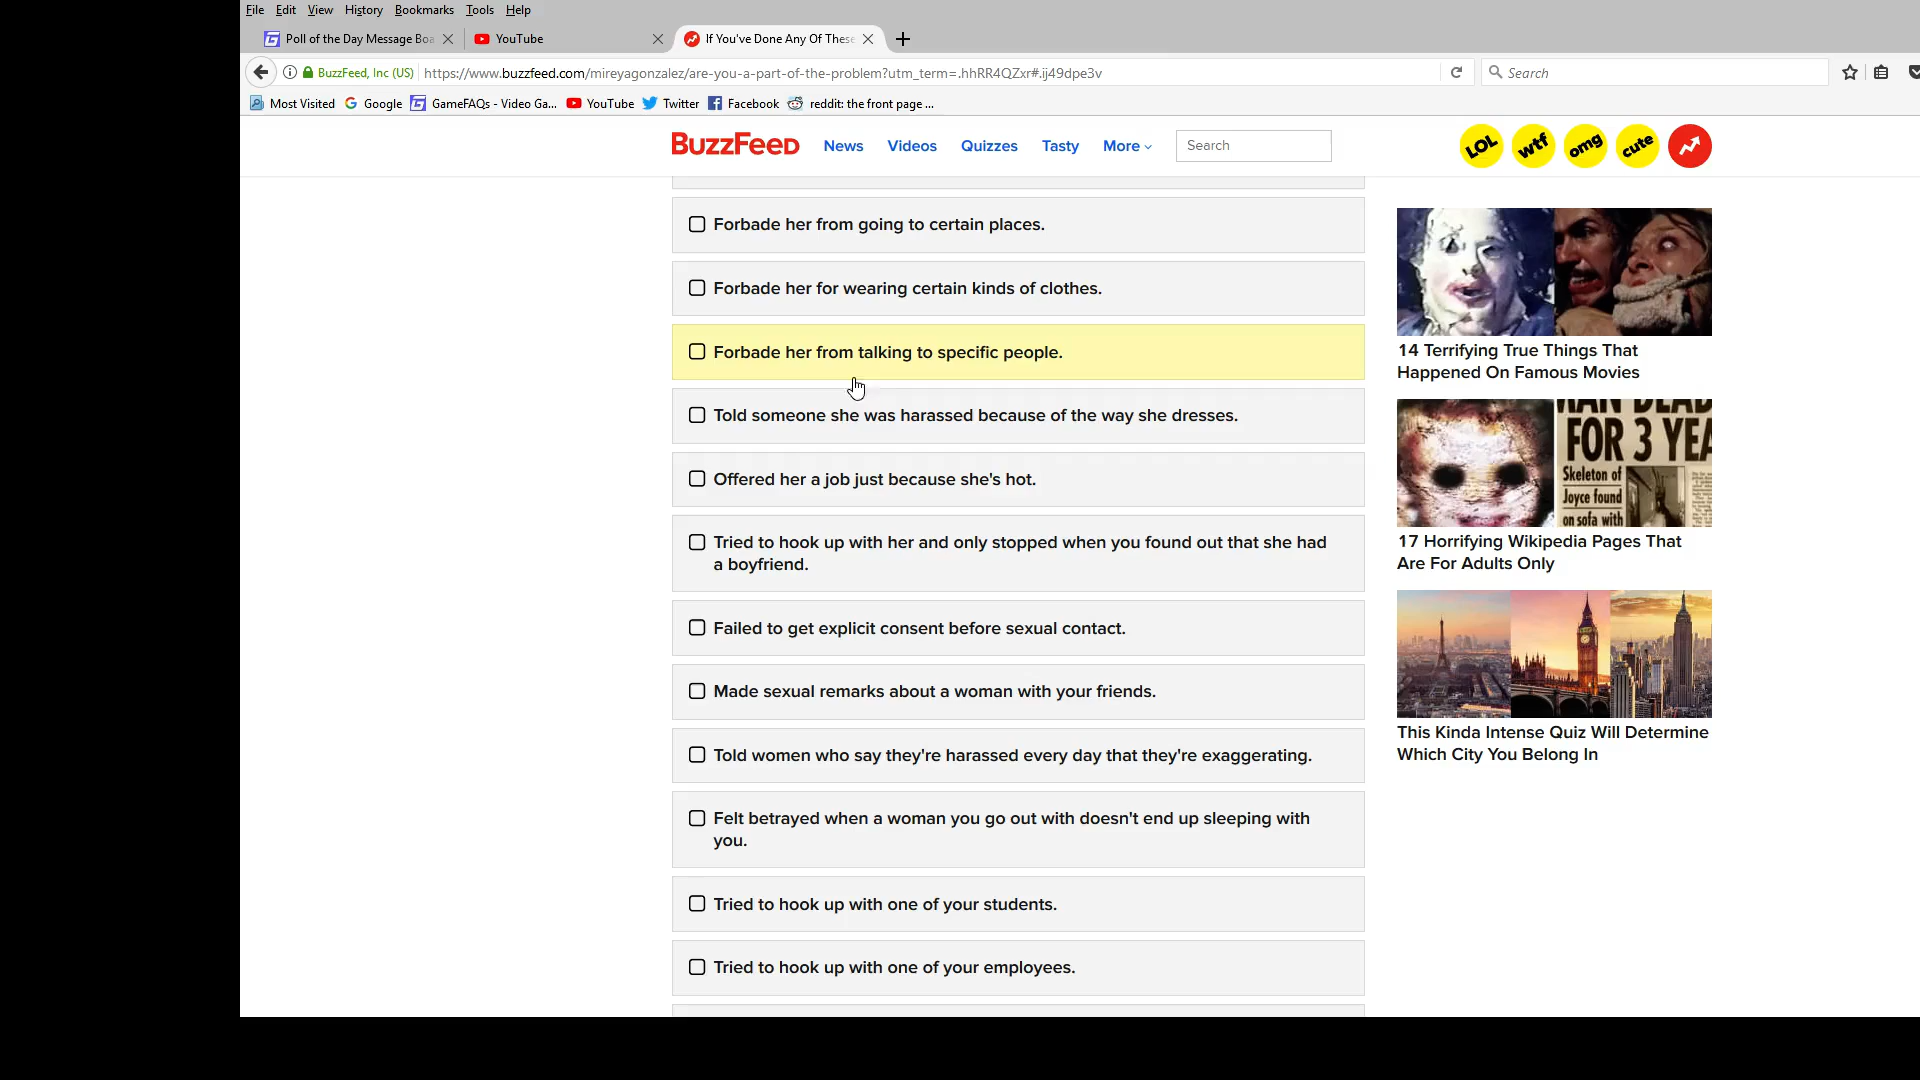 File Edit View History Bookmarks Tools Help
Poll of the Day Message Boa
YouTube
If You've Done Any Of These
BuzzFeed, Inc (US)
https://www.buzzfeed.com/mireyagonzalez/are-you-a-part-of-the-problem?utm_term=.hhRR4QZxr#.ij49dpe3v
Search
Most Visited Google GameFAQs - Video Ga... YouTube Twitter Facebook reddit: the front page ...
BuzzFeed News Videos Quizzes Tasty More Search LOL wtf omg cute
Forbade her from going to certain places.
Forbade her for wearing certain kinds of clothes.
Forbade her from talking to specific people.
Told someone she was harassed because of the way she dresses.
Offered her a job just because she's hot.
Tried to hook up with her and only stopped when you found out that she had
a boyfriend.
Failed to get explicit consent before sexual contact.
Made sexual remarks about a woman with your friends.
Told women who say they're harassed every day that they're exaggerating.
Felt betrayed when a woman you go out with doesn't end up sleeping with
you.
Tried to hook up with one of your students.
Tried to hook up with one of your employees.
14 Terrifying True Things That
Happened On Famous Movies
MAN DEAD
FOR 3 YEA
Skeleton of
Joyce found
on sofa with
17 Horrifying Wikipedia Pages That
Are For Adults Only
This Kinda Intense Quiz Will Determine
Which City You Belong In